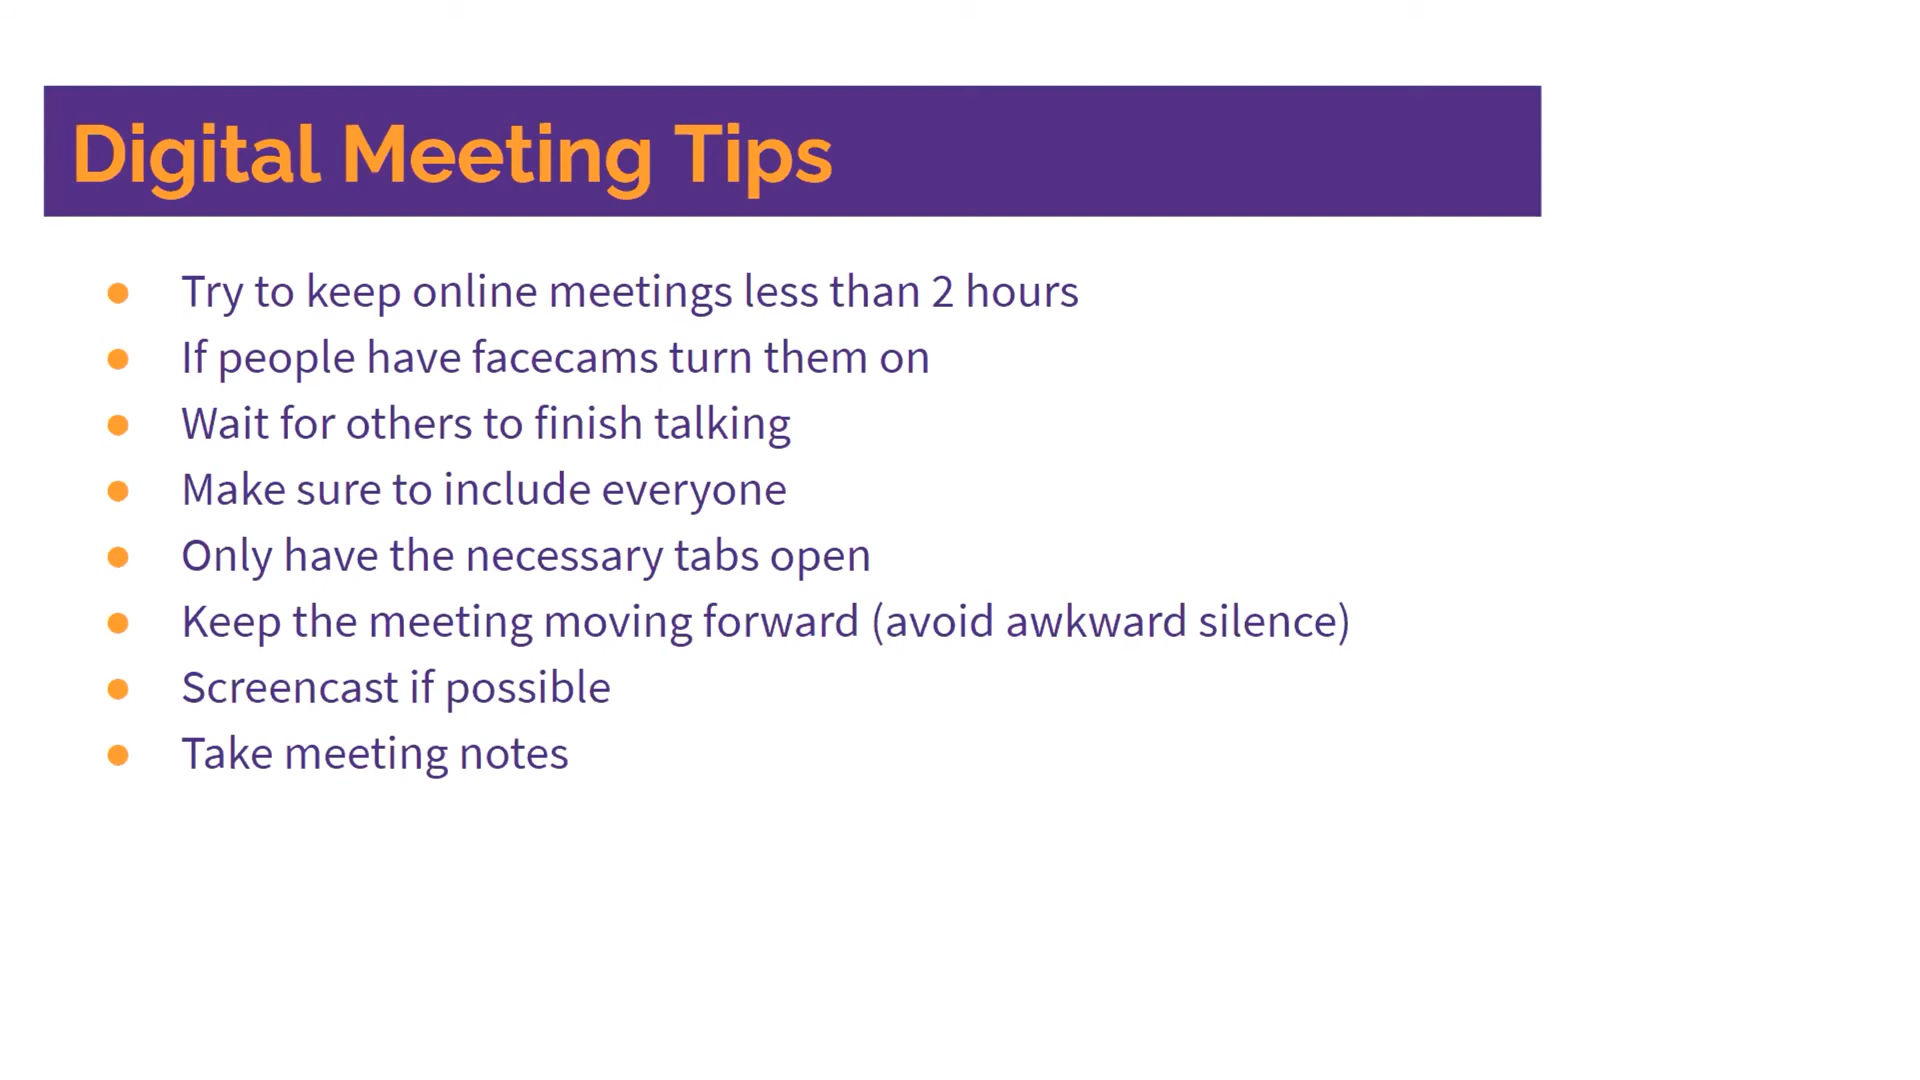 Digital Meeting Tips
● Try to keep online meetings less than 2 hours
● If people have facecams turn them on
● Wait for others to finish talking
● Make sure to include everyone
● Only have the necessary tabs open
● Keep the meeting moving forward (avoid awkward silence)
● Screencast if possible
● Take meeting notes